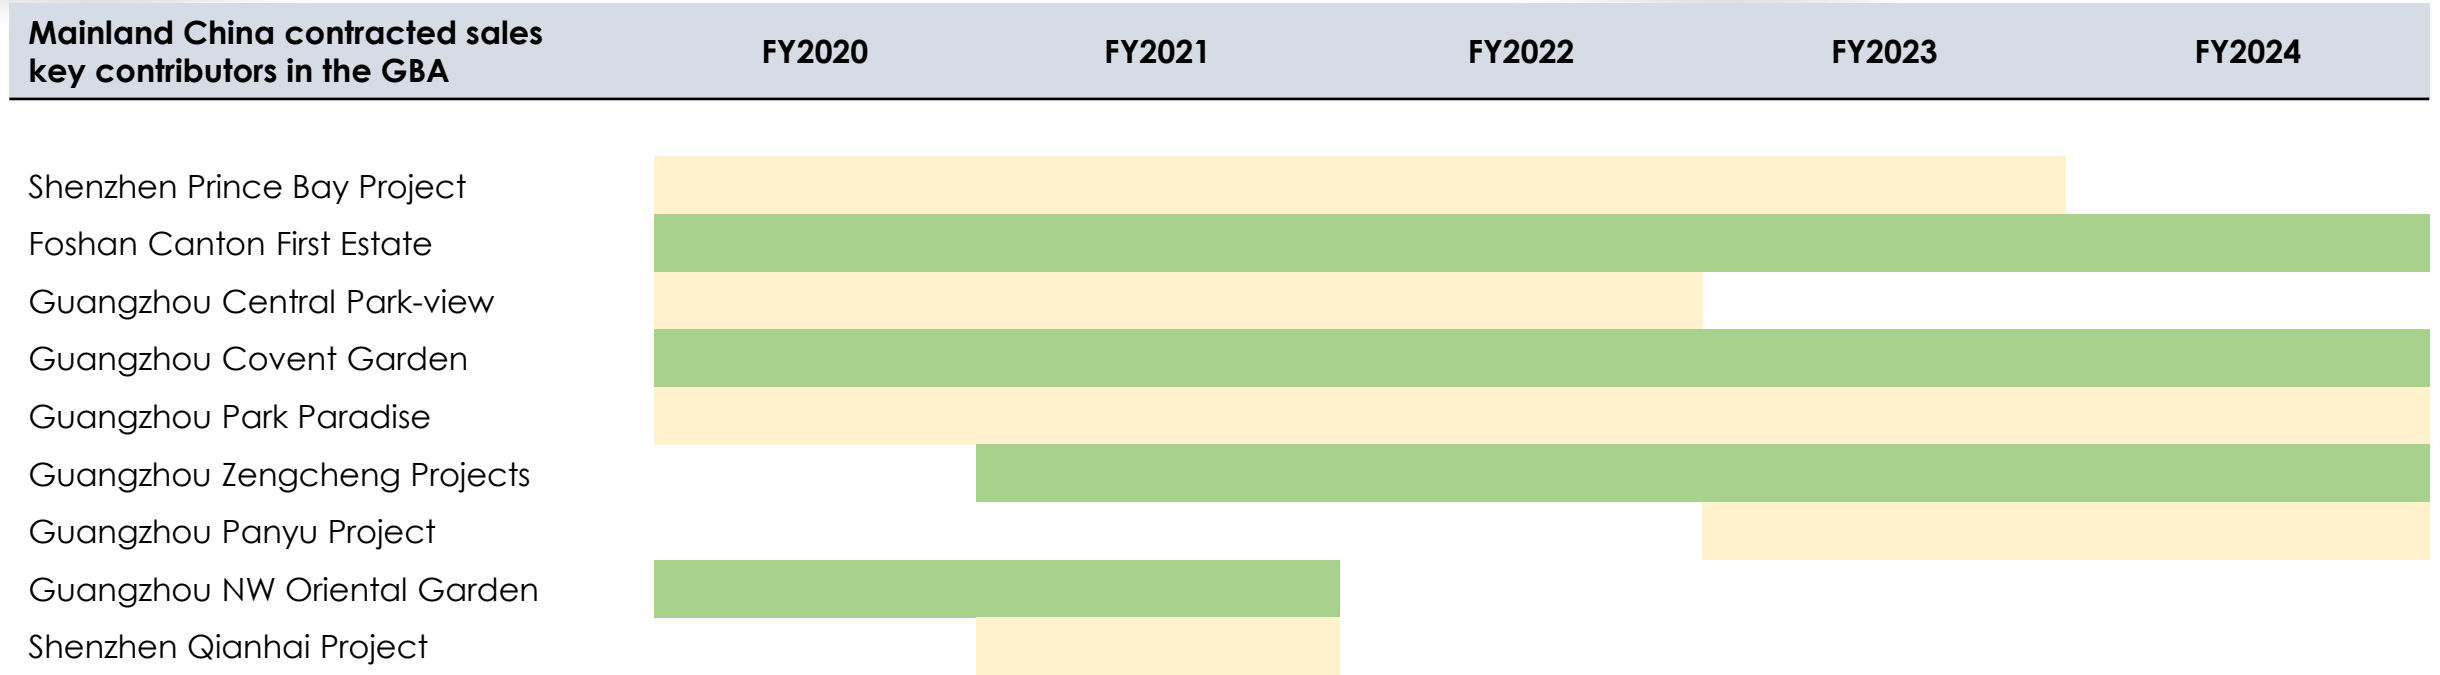 Mainland China contracted sales
key contributors in the GBA
FY2020 FY2021 FY2022 FY2023 FY2024
Shenzhen Prince Bay Project
Foshan Canton First Estate
Guangzhou Central Park-view
Guangzhou Covent Garden
Guangzhou Park Paradise
Guangzhou Zengcheng Projects
Guangzhou Panyu Project
Guangzhou NW Oriental Garden
Shenzhen Qianhai Project